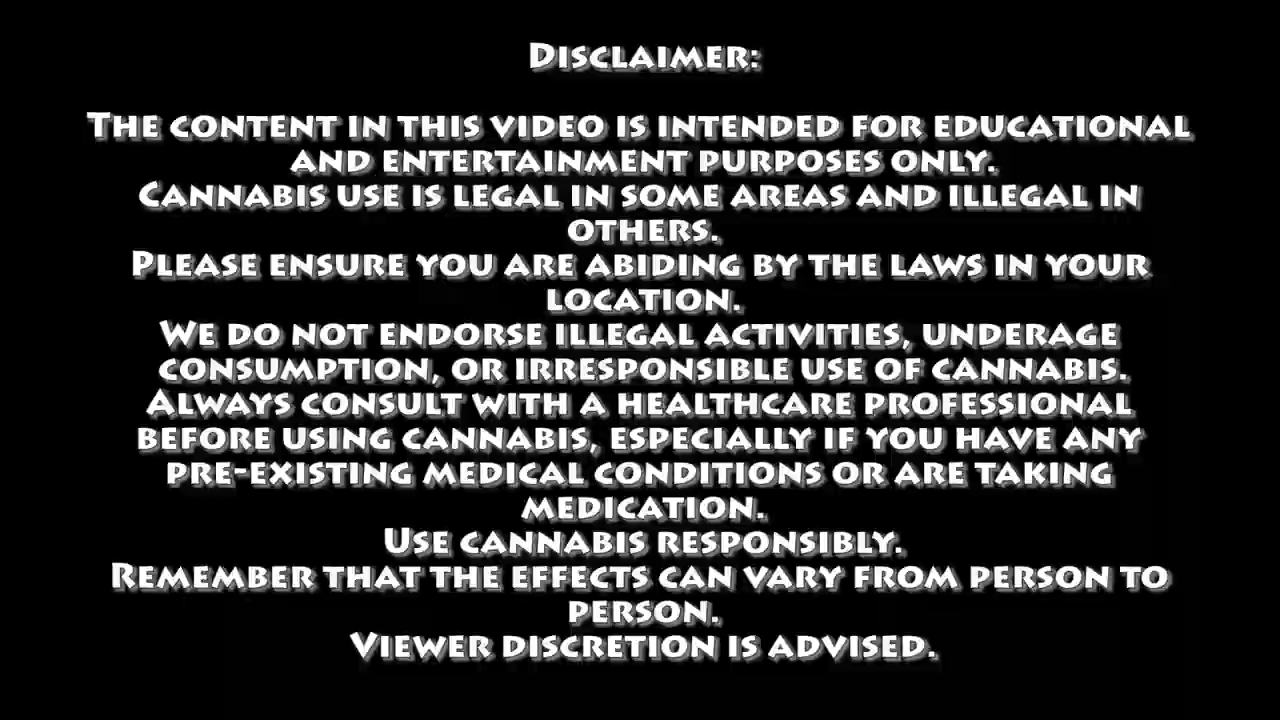 Disclaimer:
The content in this video is intended for educational
and entertainment purposes only.
Cannabis use is legal in some areas and illegal in
others.
Please ensure you are abiding by the laws in your
location.
We do not endorse illegal activities, underage
consumption, or irresponsible use of cannabis.
Always consult with a healthcare professional
before using cannabis, especially if you have any
pre-existing medical conditions or are taking
medication.
Use cannabis responsibly.
Remember that the effects can vary from person to
person.
Viewer discretion is advised.